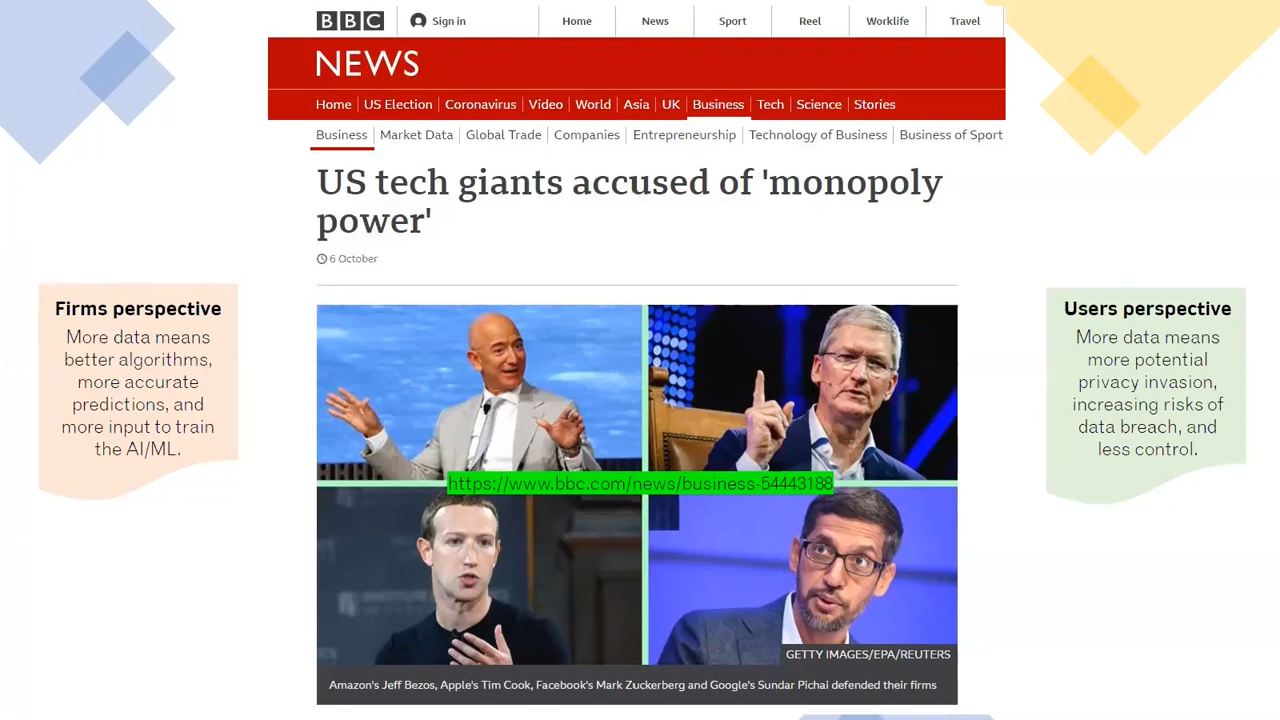 BBC Sign in Home News Sport Reel Worklife Travel
NEWS
Home US Election Coronavirus Video World Asia UK Business Tech Science Stories
Business Market Data Global Trade Companies Entrepreneurship Technology of Business Business of Sport
US tech giants accused of 'monopoly
power'
6 October
Firms perspective
More data means
better algorithms,
more accurate
predictions, and
more input to train
the AI/ML.
Users perspective
More data means
more potential
privacy invasion,
increasing risks of
data breach, and
less control.
https://www.bbc.com/news/business-54443188
GETTY IMAGES/EPA/REUTERS
Amazon's Jeff Bezos, Apple's Tim Cook, Facebook's Mark Zuckerberg and Google's Sundar Pichai defended their firms